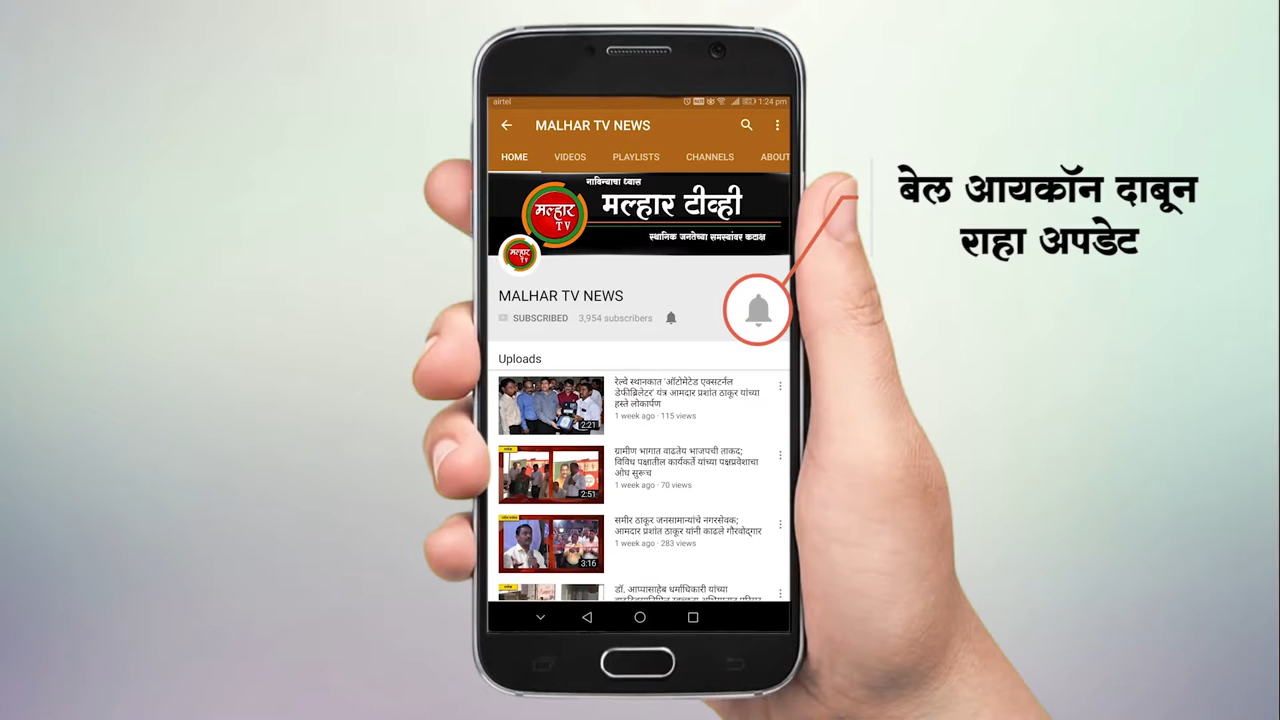 airtel
1:24 pm
MALHAR TV NEWS
HOME VIDEOS PLAYLISTS CHANNELS ABOUT
नाविन्याचा ध्यास
मल्हार टीव्ही
स्थानिक जनतेच्या समस्यांवर कटाक्ष
मल्हार
TV
मल्हार
TV
MALHAR TV NEWS
SUBSCRIBED 3,954 subscribers
Uploads
रेल्वे स्थानकात 'ऑटोमेटेड एक्सटर्नल
डेफीब्रिलेटर' यंत्र आमदार प्रशांत ठाकूर यांच्या
हस्ते लोकार्पण
1 week ago · 115 views
2:21
ग्रामीण भागात वाढतेय भाजपची ताकद;
विविध पक्षातील कार्यकर्ते यांच्या पक्षप्रवेशाचा
ओघ सुरूच
1 week ago · 70 views
2:51
समीर ठाकूर जनसामान्यांचे नगरसेवक;
आमदार प्रशांत ठाकूर यांनी काढले गौरवोद्गार
1 week ago · 283 views
3:16
डॉ. आप्पासाहेब धर्माधिकारी यांच्या
बेल आयकॉन दाबून
राहा अपडेट